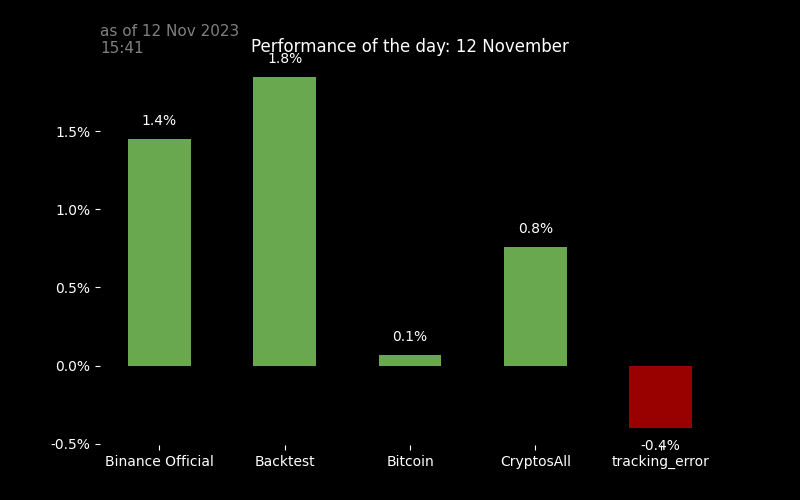 as of 12 Nov 2023
15:41
Performance of the day: 12 November
1.8%
1.4%
1.5%
1.0%
0.8%
0.5%
0.1%
0.0%
-0.5%
-0.4%
Binance Official
Backtest
Bitcoin
CryptosAll
tracking_error